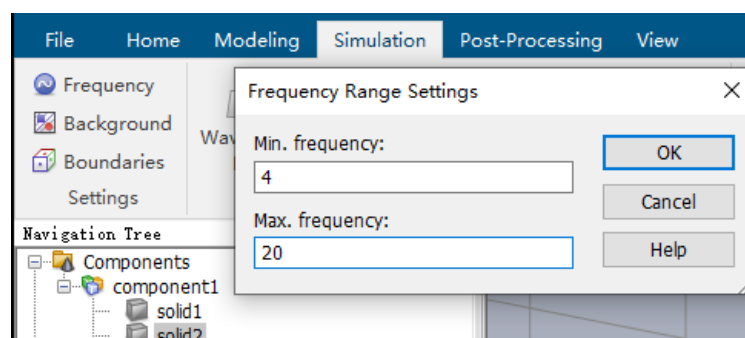 File Home Modeling Simulation Post-Processing View
Frequency
Background
Boundaries
Settings
Wav
Frequency Range Settings
Min. frequency:
4
Max. frequency:
20
OK
Cancel
Help
Navigation Tree
Components
component1
solid1
solid2